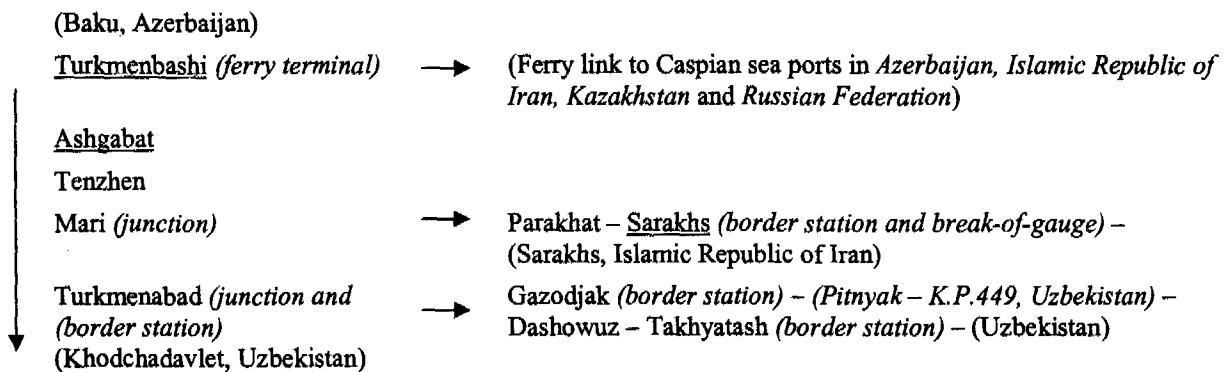 (Baku, Azerbaijan)
Turkmenbashi (ferry terminal) → (Ferry link to Caspian sea ports in Azerbaijan, Islamic Republic of
Iran, Kazakhstan and Russian Federation)
Ashgabat
Tenzhen
Mari (junction) → Parakhat – Sarakhs (border station and break-of-gauge) –
(Sarakhs, Islamic Republic of Iran)
Turkmenabad (junction and → Gazodjak (border station) – (Pitnyak – K.P.449, Uzbekistan) –
(border station) Dashowuz – Takhyatash (border station) – (Uzbekistan)
(Khodchadavlet, Uzbekistan)